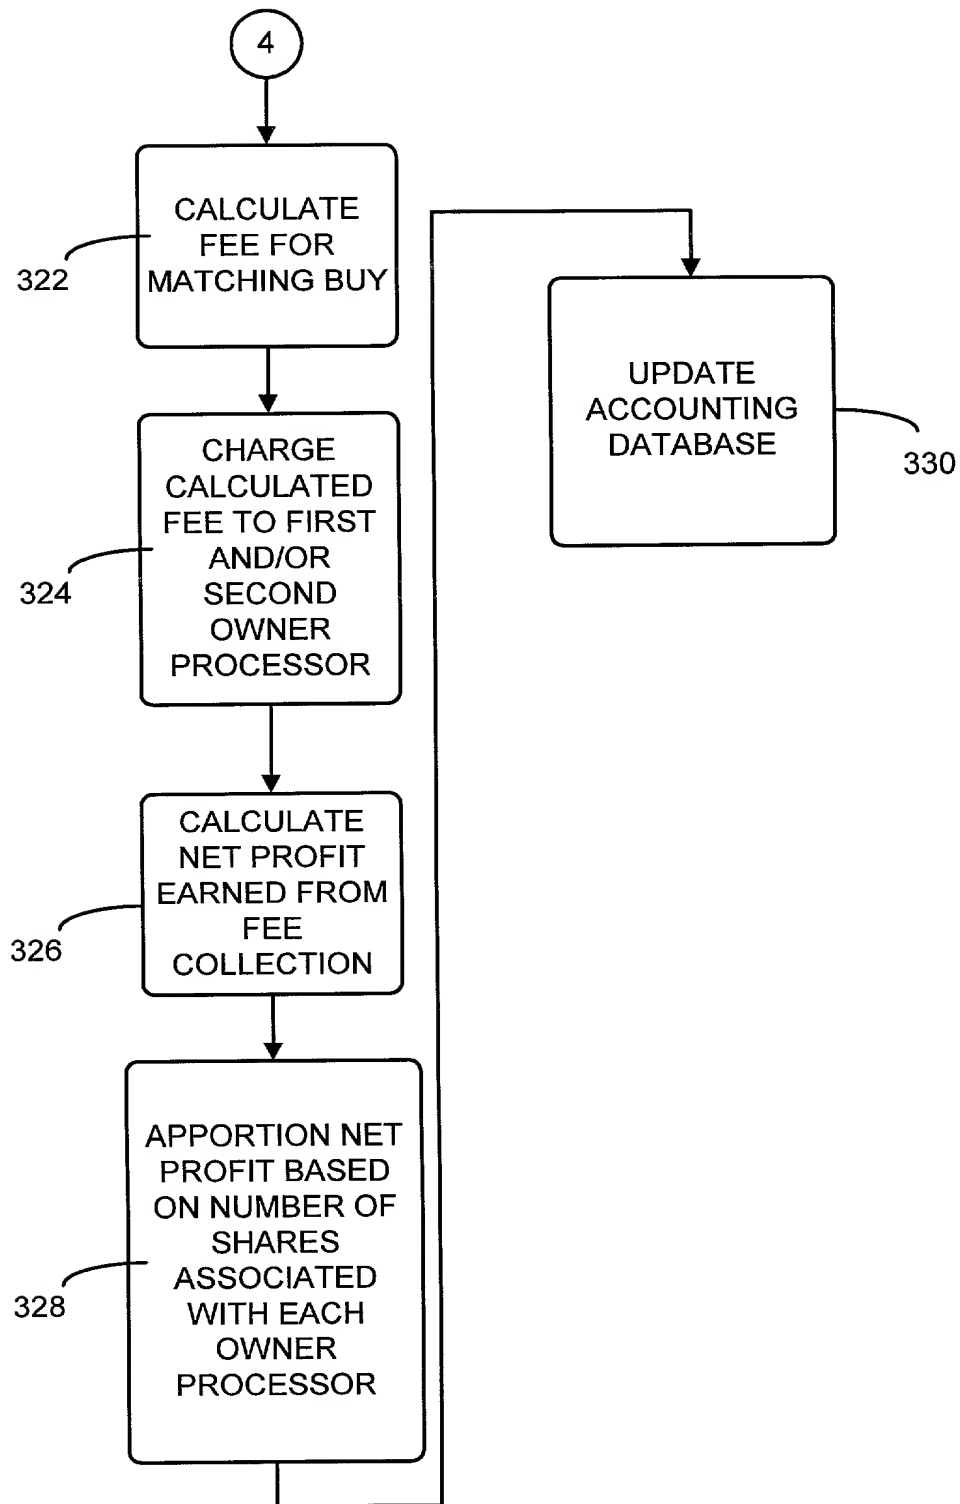 4
CALCULATE
FEE FOR
MATCHING BUY
322
CHARGE
CALCULATED
FEE TO FIRST
AND/OR
SECOND
OWNER
PROCESSOR
324
CALCULATE
NET PROFIT
EARNED FROM
FEE
COLLECTION
326
APPORTION NET
PROFIT BASED
ON NUMBER OF
SHARES
ASSOCIATED
WITH EACH
OWNER
PROCESSOR
328
UPDATE
ACCOUNTING
DATABASE
330